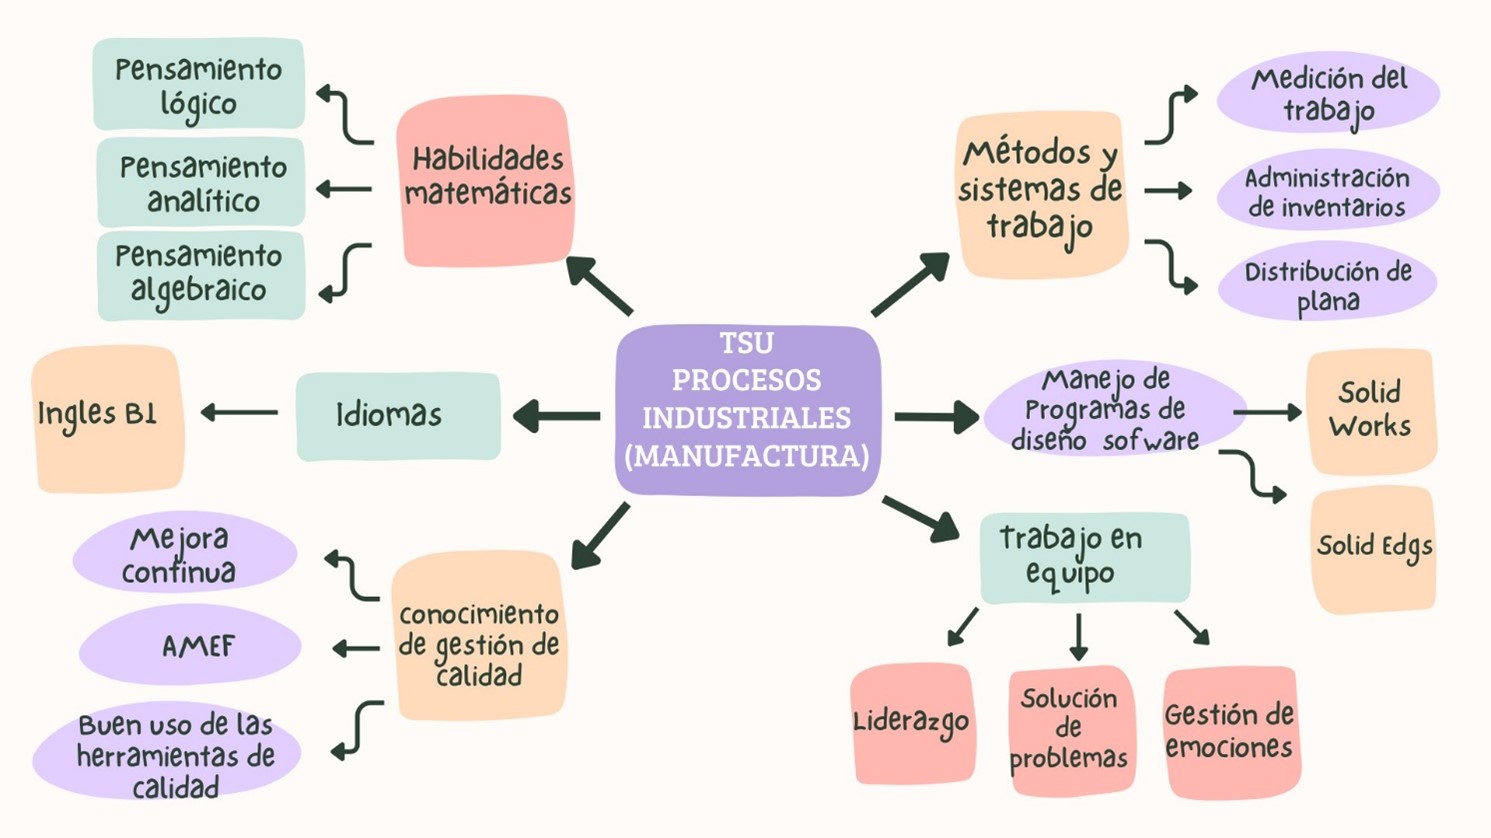 Pensamiento
lógico
Pensamiento
analítico
Pensamiento
algebraico
Habilidades
matemáticas
Métodos y
sistemas de
trabajo
Medición del
trabajo
Administración
de inventarios
Distribución de
plana
TSU
PROCESOS
INDUSTRIALES
(MANUFACTURA)
Idiomas
Ingles B1
Manejo de
Programas de
diseño sofware
Solid
Works
Solid Edgs
conocimiento
de gestión de
calidad
Mejora
continua
AMEF
Buen uso de las
herramientas de
calidad
Trabajo en
equipo
Liderazgo
Solución
de
problemas
Gestión de
emociones